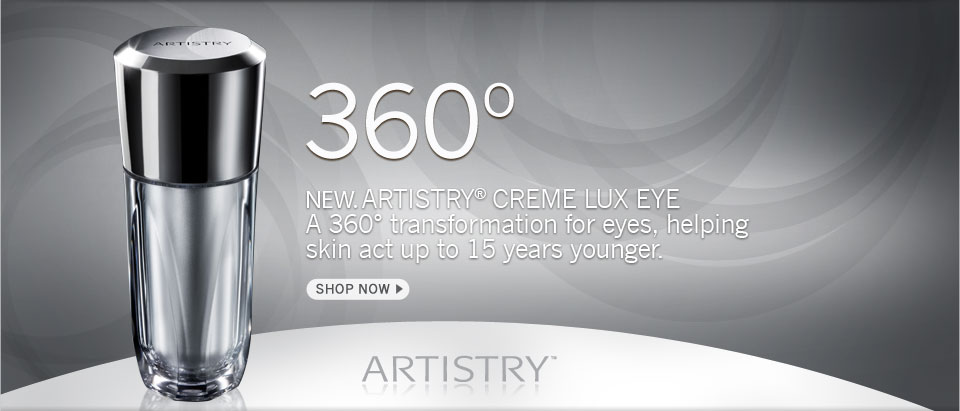 ARTISTRY
360°
NEW. ARTISTRY® CREME LUX EYE
A 360° transformation for eyes, helping
skin act up to 15 years younger.
SHOP NOW
ARTISTRY™